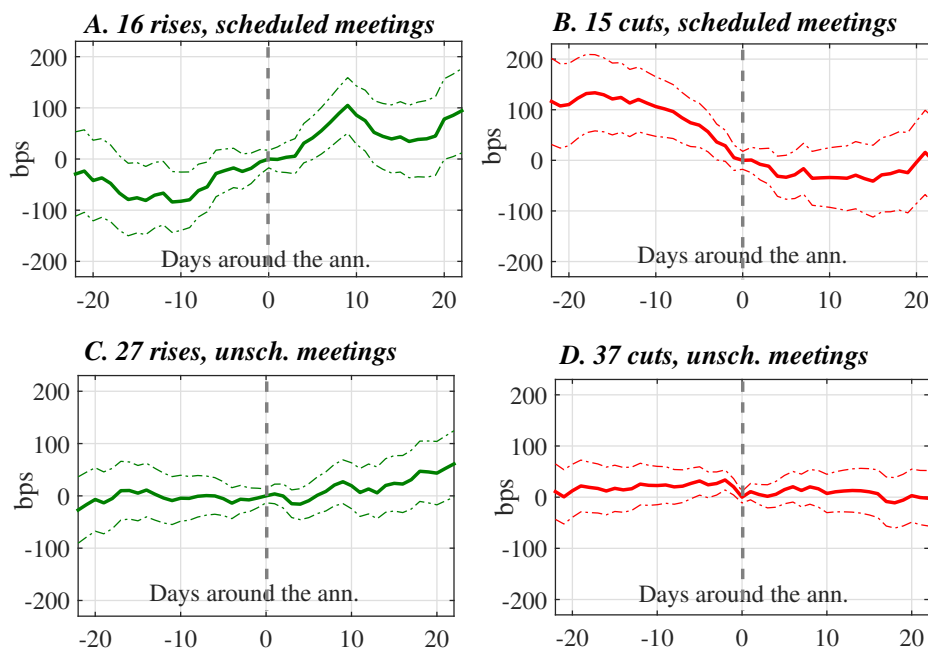 A. 16 rises, scheduled meetings
200
100
0
-100
-200
bps
Days around the ann.
-20 -10 0 10 20
B. 15 cuts, scheduled meetings
200
100
0
-100
-200
bps
Days around the ann.
-20 -10 0 10 20
C. 27 rises, unsch. meetings
200
100
0
-100
-200
bps
Days around the ann.
-20 -10 0 10 20
D. 37 cuts, unsch. meetings
200
100
0
-100
-200
bps
Days around the ann.
-20 -10 0 10 20